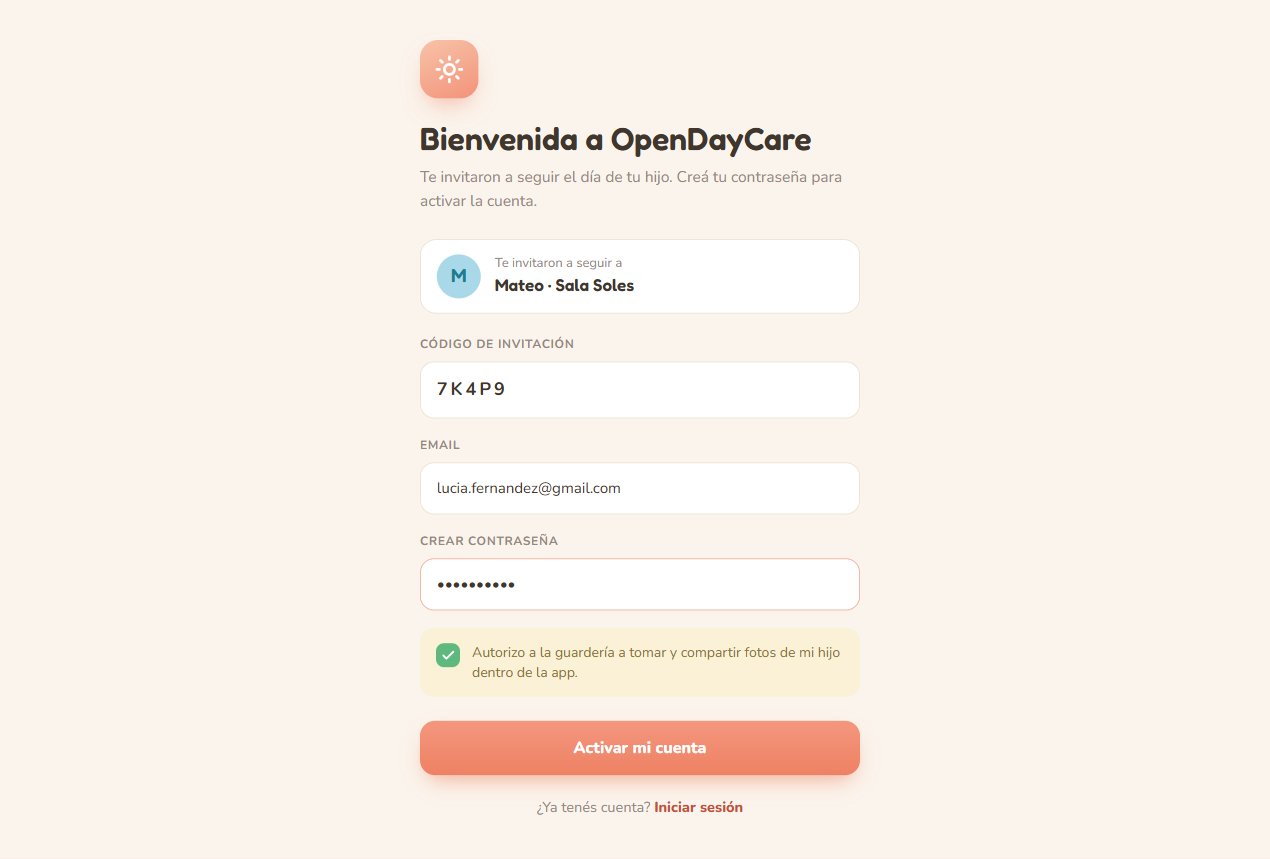 Bienvenida a OpenDayCare
Te invitaron a seguir el día de tu hijo. Creá tu contraseña para
activar la cuenta.
M
Te invitaron a seguir a
Mateo · Sala Soles
CÓDIGO DE INVITACIÓN
7K4P9
EMAIL
lucia.fernandez@gmail.com
CREAR CONTRASEÑA
••••••••••
Autorizo a la guardería a tomar y compartir fotos de mi hijo
dentro de la app.
Activar mi cuenta
¿Ya tenés cuenta? Iniciar sesión